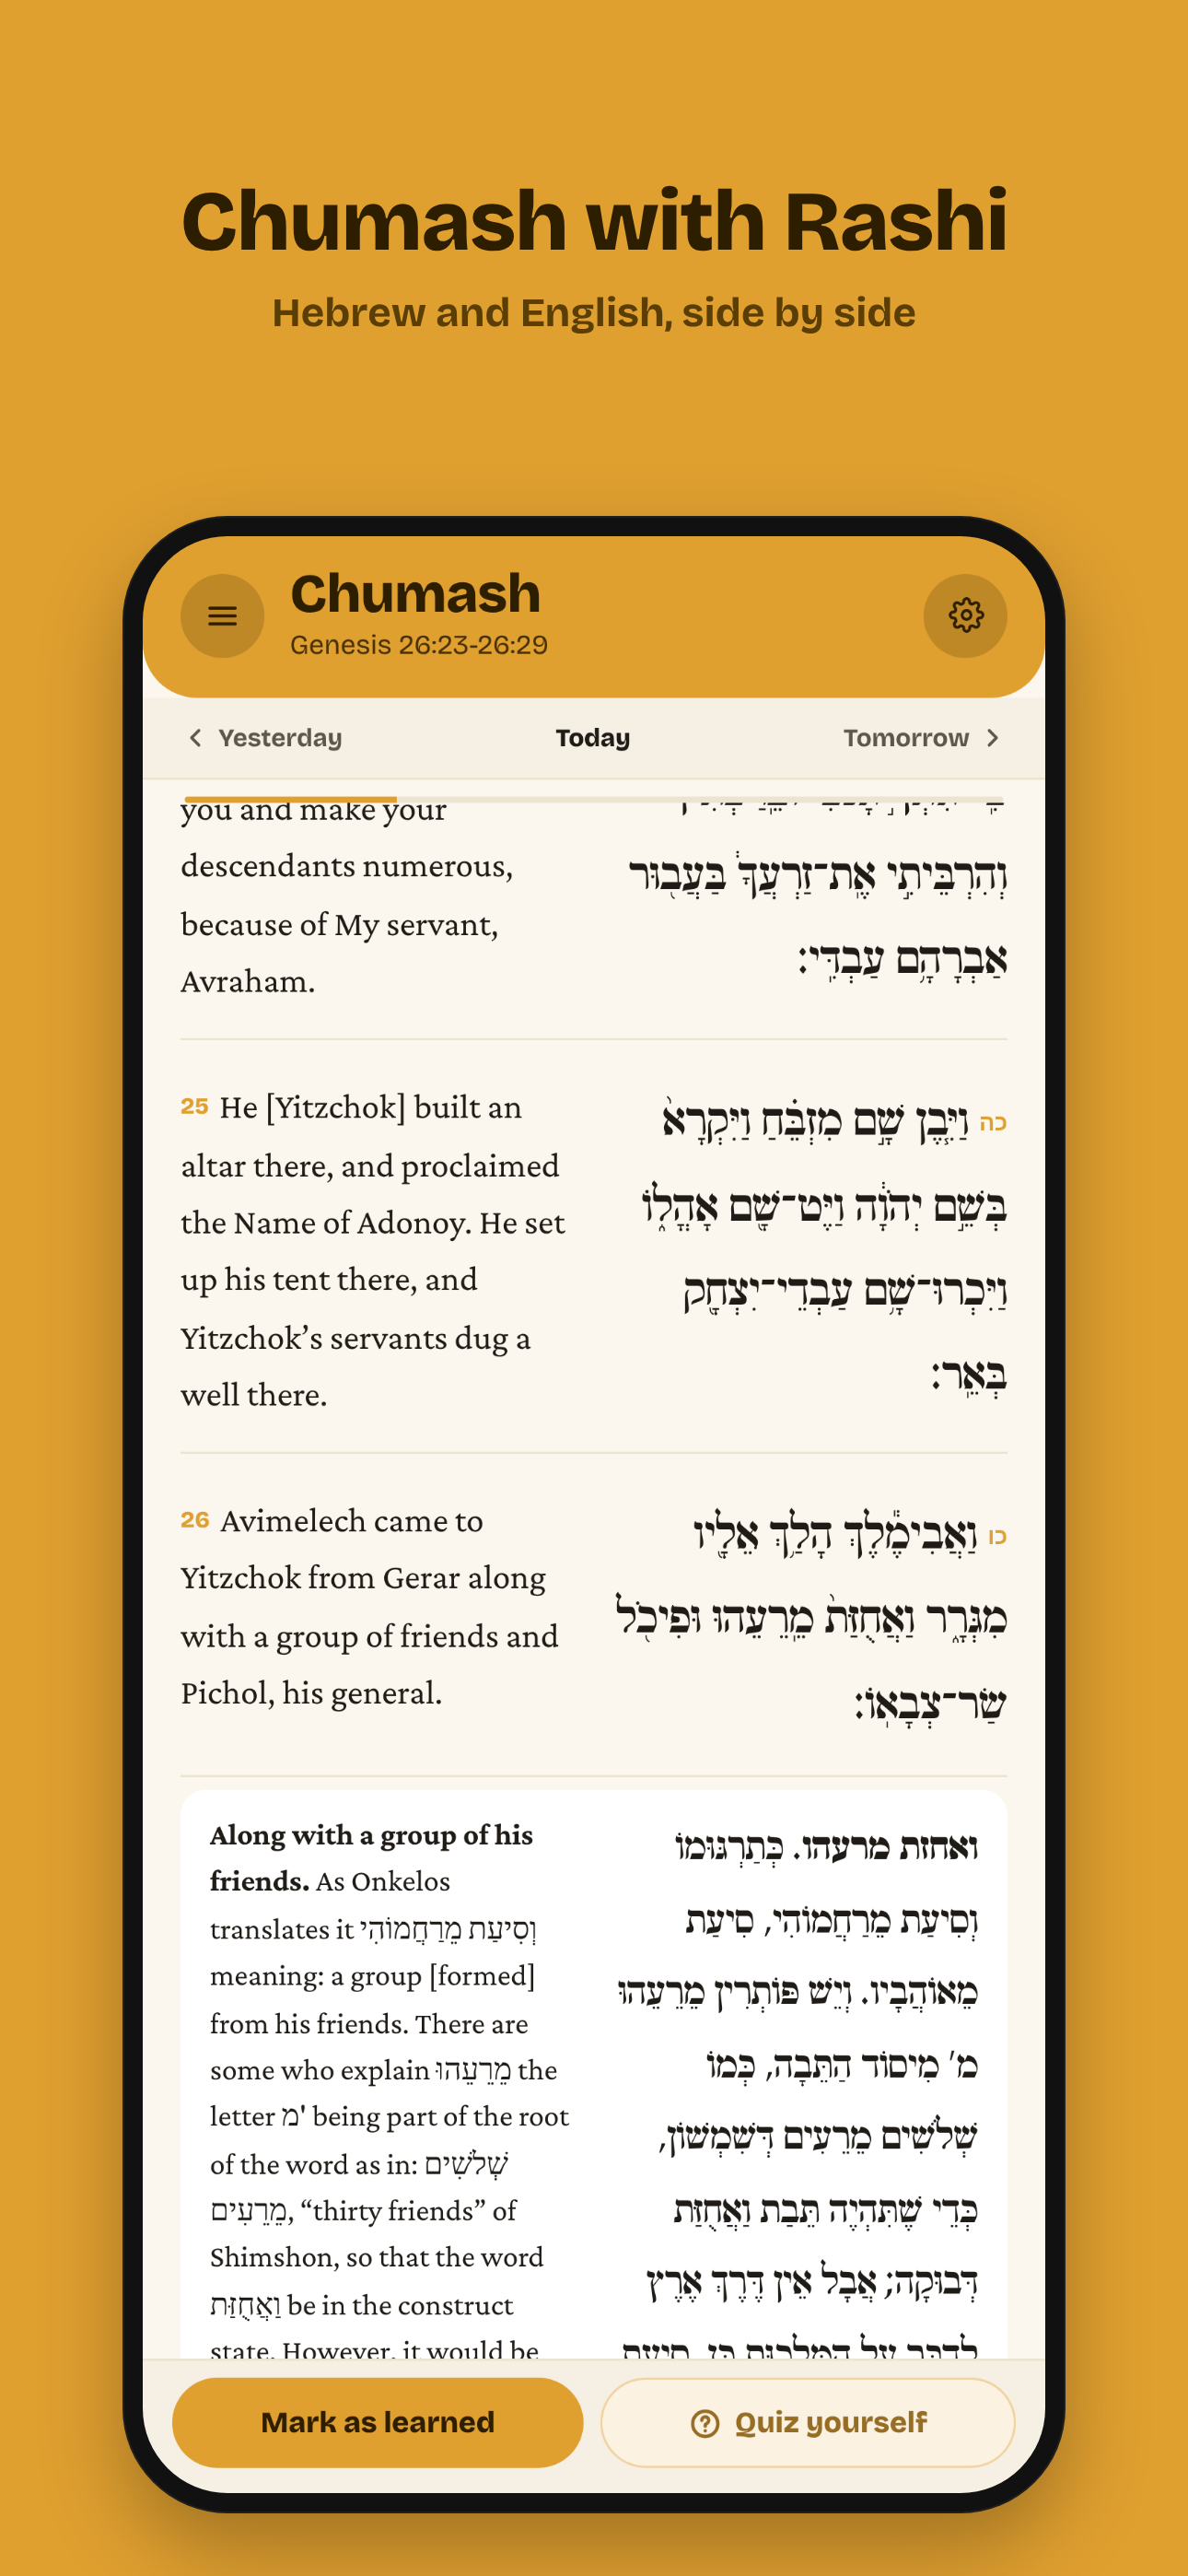 Chumash with Rashi
Hebrew and English, side by side
Chumash
Genesis 26:23-26:29
Yesterday
Today
Tomorrow
you and make your
descendants numerous,
because of My servant,
Avraham.
וְהִרְבֵּיתִ֣י אֶֽת־זַרְעֲךָ֔ בַּעֲב֖וּר
אַבְרָהָ֥ם עַבְדִּֽי׃
25 He [Yitzchok] built an
altar there, and proclaimed
the Name of Adonoy. He set
up his tent there, and
Yitzchok’s servants dug a
well there.
כה וַיִּ֧בֶן שָׁ֣ם מִזְבֵּ֗חַ וַיִּקְרָא֙
בְּשֵׁ֣ם יְהֹוָ֔ה וַיֶּט־שָׁ֖ם אׇהֳל֑וֹ
וַיִּכְרוּ־שָׁ֥ם עַבְדֵי־יִצְחָ֖ק
בְּאֵֽר׃
26 Avimelech came to
Yitzchok from Gerar along
with a group of friends and
Pichol, his general.
כו וַאֲבִימֶ֕לֶךְ הָלַ֥ךְ אֵלָ֖יו
מִגְּרָ֑ר וַאֲחֻזַּת֙ מֵֽרֵעֵ֔הוּ וּפִיכֹ֖ל
שַׂר־צְבָאֽוֹ׃
Along with a group of his
friends. As Onkelos
translates it וְסִיעַת מֵרַחֲמוֹהִי
meaning: a group [formed]
from his friends. There are
some who explain מֵרֵעֵהוּ the
letter מ' being part of the root
of the word as in: שְׁלֹשִׁים
מֵרֵעִים, “thirty friends” of
Shimshon, so that the word
וַאֲחֻזַּת be in the construct
state. However, it would be
ואחזת מרעהו. כְּתַרְגּוּמוֹ
וְסִיעַת מֵרַחֲמוֹהִי, סִיעַת
מֵאוֹהֲבָיו. וְיֵשׁ פּוֹתְרִין מֵרֵעֵהוּ
מ' מִיסוֹד הַתֵּבָה, כְּמוֹ
שְׁלֹשִׁים מֵרֵעִים דְּשִׁמְשׁוֹן,
כְּדֵי שֶׁתִּהְיֶה תֵּבַת וַאֲחֻזַּת
דְּבוּקָה; אֲבָל אֵין דֶּרֶךְ אֶרֶץ
לְדַבֵּר עַל הַמַּלְכוּת כֵּן, סִיעַת
Mark as learned
Quiz yourself